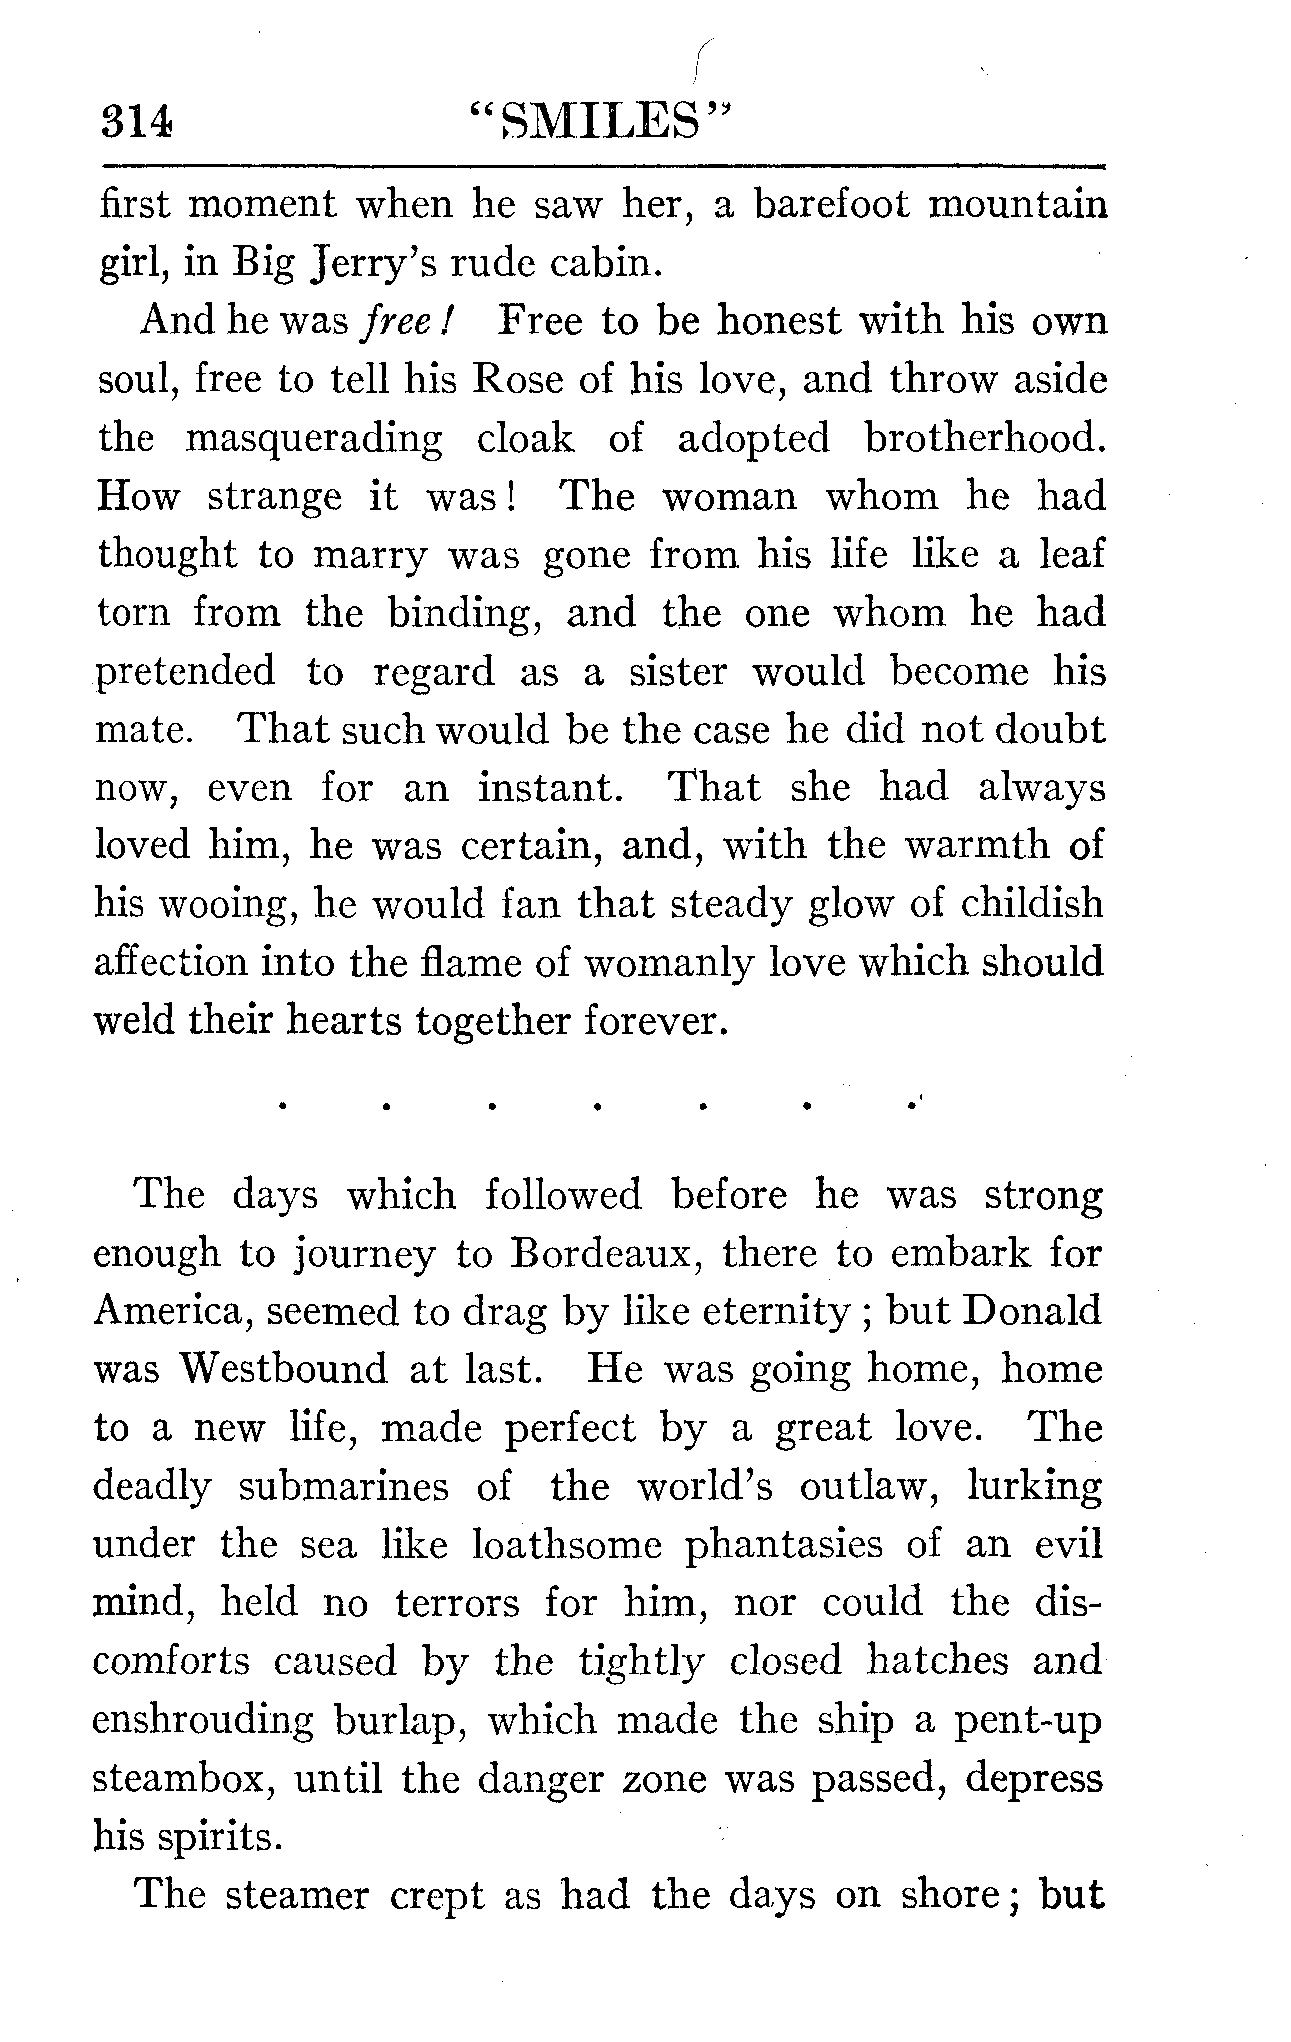 314 "SMILES"
first moment when he saw her, a barefoot mountain
girl, in Big Jerry's rude cabin.
And he was free! Free to be honest with his own
soul, free to tell his Rose of his love, and throw aside
the masquerading cloak of adopted brotherhood.
How strange it was! The woman whom he had
thought to marry was gone from his life like a leaf
torn from the binding, and the one whom he had
pretended to regard as a sister would become his
mate. That such would be the case he did not doubt
now, even for an instant. That she had always
loved him, he was certain, and, with the warmth of
his wooing, he would fan that steady glow of childish
affection into the flame of womanly love which should
weld their hearts together forever.
. . . . . . .
The days which followed before he was strong
enough to journey to Bordeaux, there to embark for
America, seemed to drag by like eternity; but Donald
was Westbound at last. He was going home, home
to a new life, made perfect by a great love. The
deadly submarines of the world's outlaw, lurking
under the sea like loathsome phantasies of an evil
mind, held no terrors for him, nor could the dis-
comforts caused by the tightly closed hatches and
enshrouding burlap, which made the ship a pent-up
steambox, until the danger zone was passed, depress
his spirits.
The steamer crept as had the days on shore; but